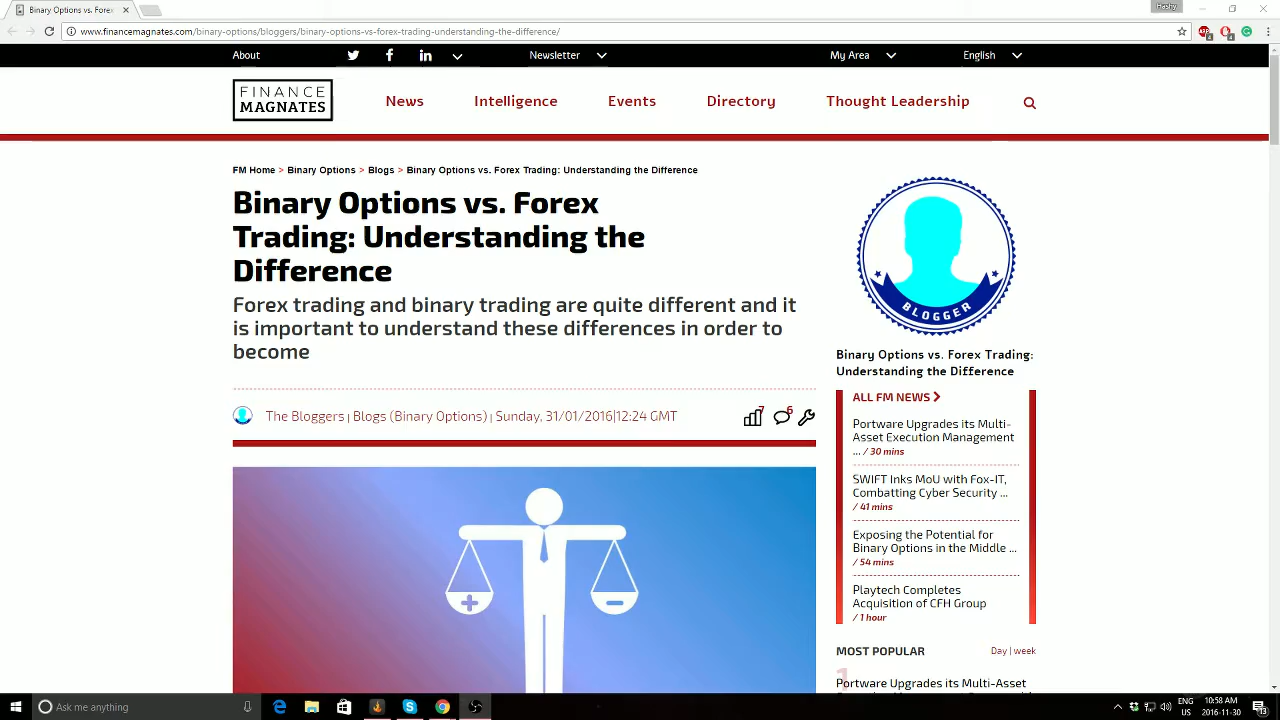 Binary Options vs. Forex
Hashy
www.financemagnates.com/binary-options/bloggers/binary-options-vs-forex-trading-understanding-the-difference/
About
Newsletter
My Area
English
FINANCE
MAGNATES
News
Intelligence
Events
Directory
Thought Leadership
FM Home > Binary Options > Blogs > Binary Options vs. Forex Trading: Understanding the Difference
Binary Options vs. Forex
Trading: Understanding the
Difference
Forex trading and binary trading are quite different and it
is important to understand these differences in order to
become
The Bloggers | Blogs (Binary Options) | Sunday, 31/01/2016|12:24 GMT
7
6
BLOGGER
Binary Options vs. Forex Trading:
Understanding the Difference
ALL FM NEWS
Portware Upgrades its Multi-
Asset Execution Management
... / 30 mins
SWIFT Inks MoU with Fox-IT,
Combatting Cyber Security ...
/ 41 mins
Exposing the Potential for
Binary Options in the Middle ...
/ 54 mins
Playtech Completes
Acquisition of CFH Group
/ 1 hour
MOST POPULAR
Day | week
1
Portware Upgrades its Multi-Asset
Ask me anything
ENG
US
10:58 AM
2016-11-30